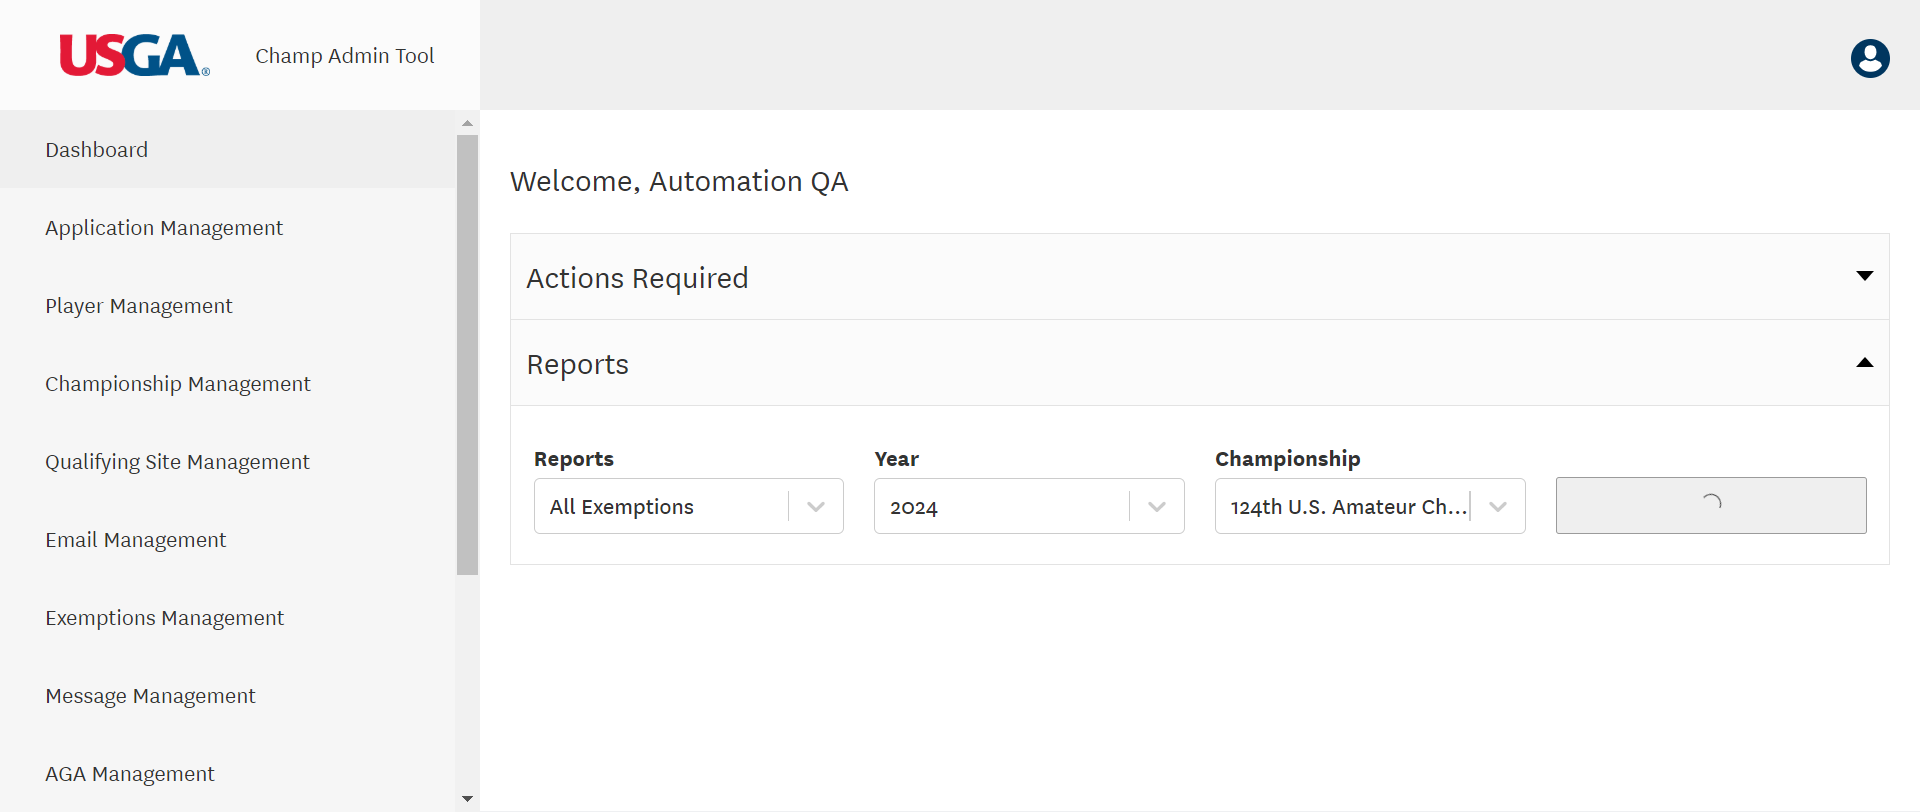 USGA®
Champ Admin Tool
Dashboard
Application Management
Player Management
Championship Management
Qualifying Site Management
Email Management
Exemptions Management
Message Management
AGA Management
Welcome, Automation QA
Actions Required
Reports
Reports
All Exemptions
Year
2024
Championship
124th U.S. Amateur Ch...